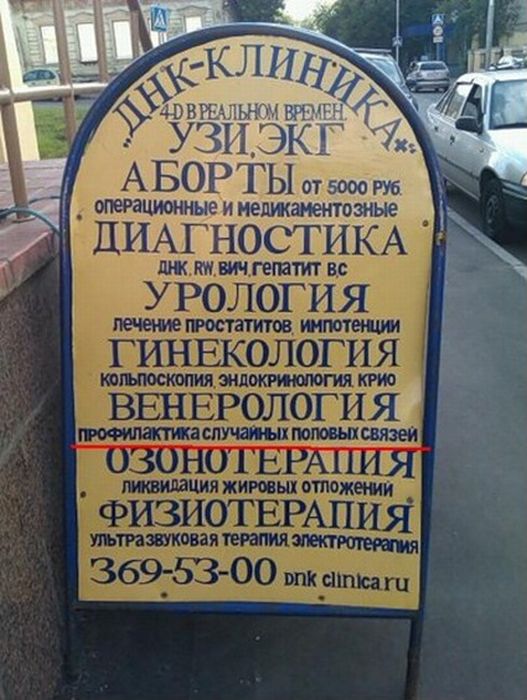 „ДНК-КЛИНИКА“
4-D В РЕАЛЬНОМ ВРЕМЕН.
УЗИ, ЭКГ
АБОРТЫ ОТ 5000 РУБ.
ОПЕРАЦИОННЫЕ И МЕДИКАМЕНТОЗНЫЕ
ДИАГНОСТИКА
ДНК, RW, ВИЧ, ГЕПАТИТ В,С
УРОЛОГИЯ
ЛЕЧЕНИЕ ПРОСТАТИТОВ, ИМПОТЕНЦИИ
ГИНЕКОЛОГИЯ
КОЛЬПОСКОПИЯ, ЭНДОКРИНОЛОГИЯ, КРИО
ВЕНЕРОЛОГИЯ
ПРОФИЛАКТИКА СЛУЧАЙНЫХ ПОЛОВЫХ СВЯЗЕЙ
ОЗОНОТЕРАПИЯ
ЛИКВИДАЦИЯ ЖИРОВЫХ ОТЛОЖЕНИЙ
ФИЗИОТЕРАПИЯ
УЛЬТРАЗВУКОВАЯ ТЕРАПИЯ, ЭЛЕКТРОТЕРАПИЯ
369-53-00 DNK clinica.ru